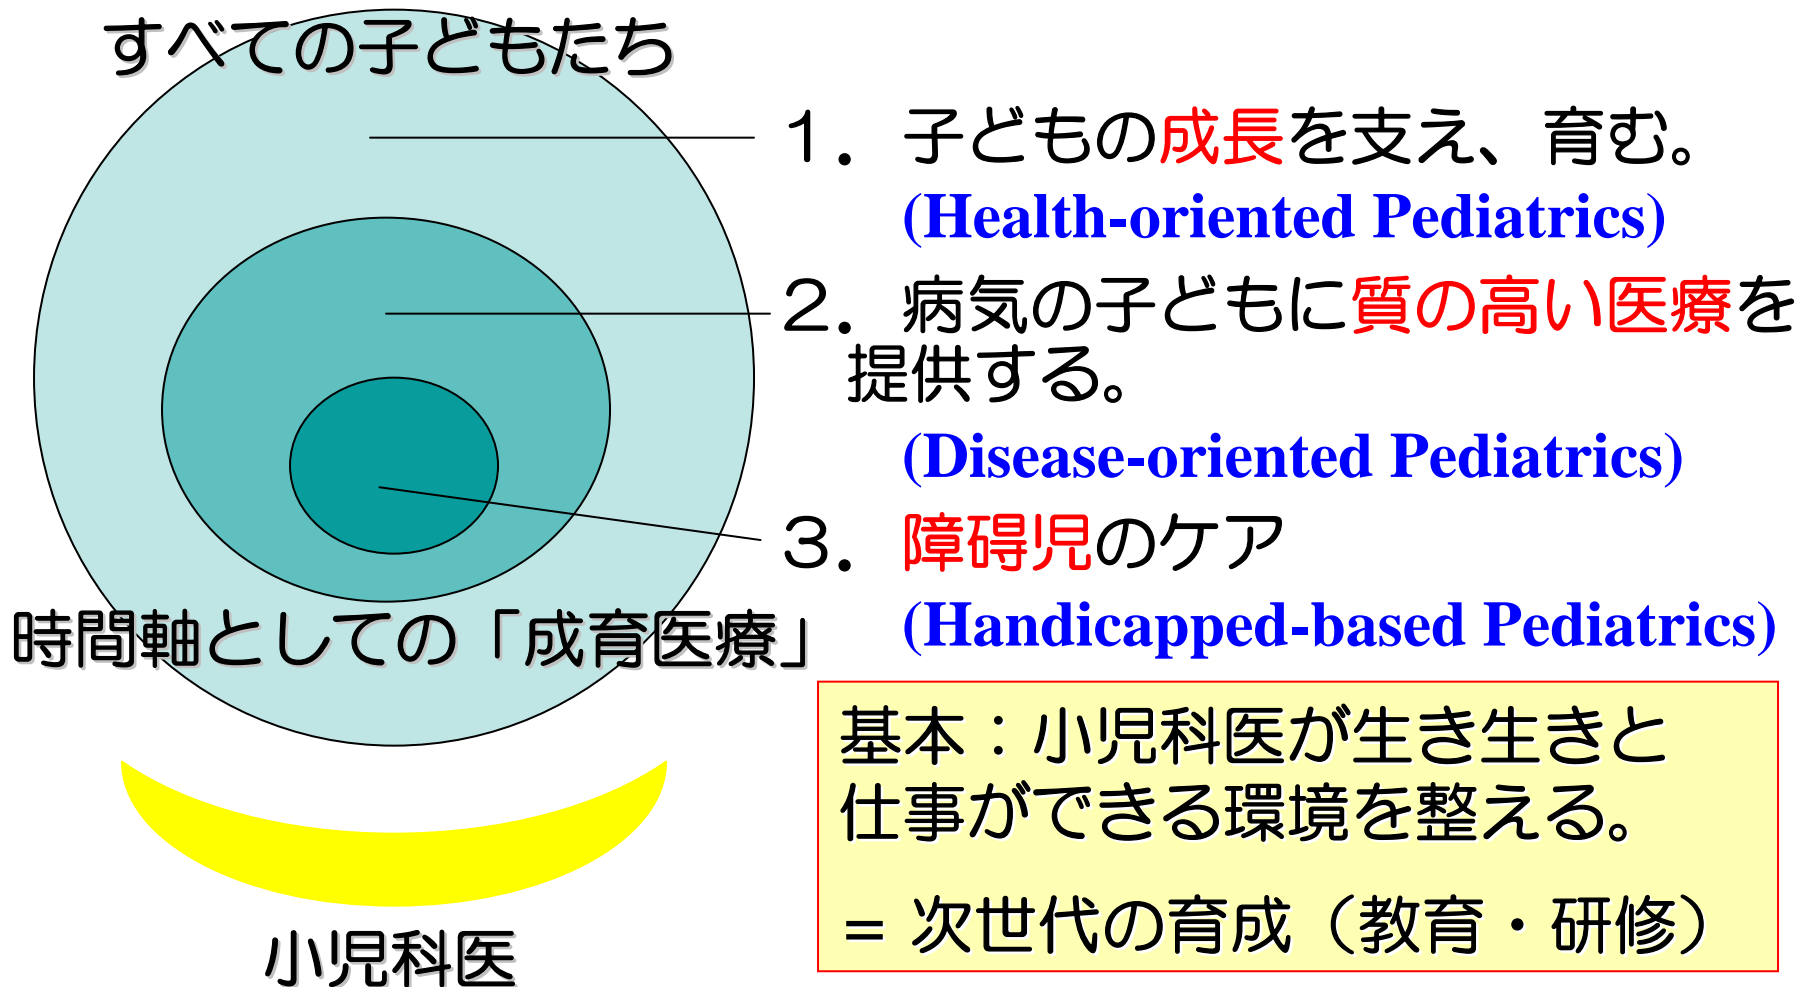 すべての子どもたち
１．子どもの成長を支え、育む。
(Health-oriented Pediatrics)
２．病気の子どもに質の高い医療を
提供する。
(Disease-oriented Pediatrics)
３．障碍児のケア
(Handicapped-based Pediatrics)
時間軸としての「成育医療」
基本：小児科医が生き生きと
仕事ができる環境を整える。
= 次世代の育成（教育・研修）
小児科医